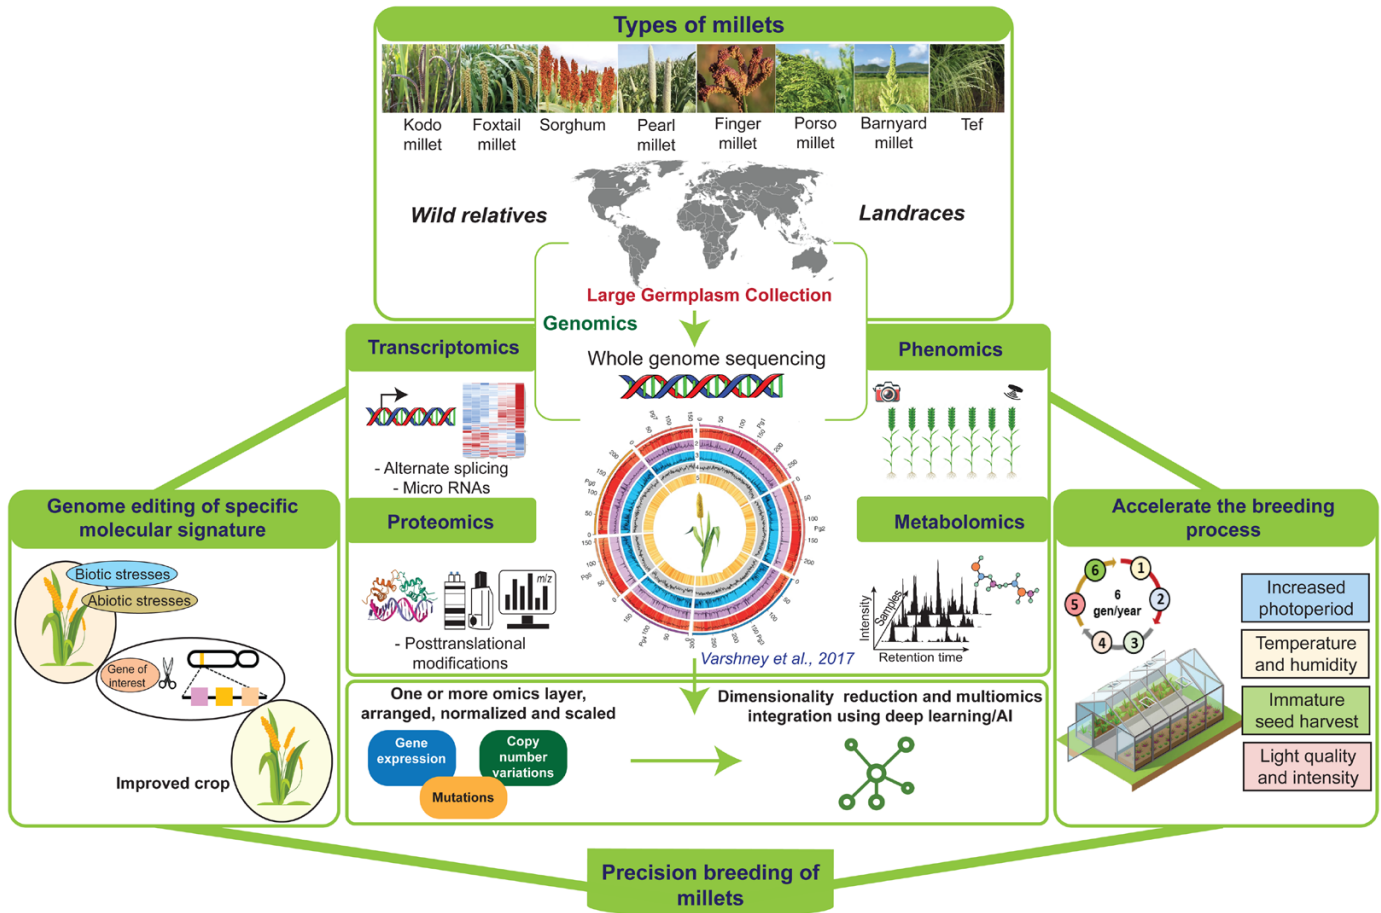 Types of millets
Kodo
millet
Foxtail
millet
Sorghum
Pearl
millet
Finger
millet
Porso
millet
Barnyard
millet
Tef
Wild relatives
Landraces
Large Germplasm Collection
Genomics
Whole genome sequencing
Transcriptomics
- Alternate splicing
- Micro RNAs
Phenomics
Proteomics
m/z
- Posttranslational
modifications
Metabolomics
Intensity
Samples
Retention time
Varshney et al., 2017
Genome editing of specific
molecular signature
Biotic stresses
Abiotic stresses
Gene of
interest
Improved crop
Accelerate the breeding
process
1
2
3
4
5
6
6
gen/year
Increased
photoperiod
Temperature
and humidity
Immature
seed harvest
Light quality
and intensity
One or more omics layer,
arranged, normalized and scaled
Gene
expression
Copy
number
variations
Mutations
Dimensionality reduction and multiomics
integration using deep learning/AI
Precision breeding of
millets